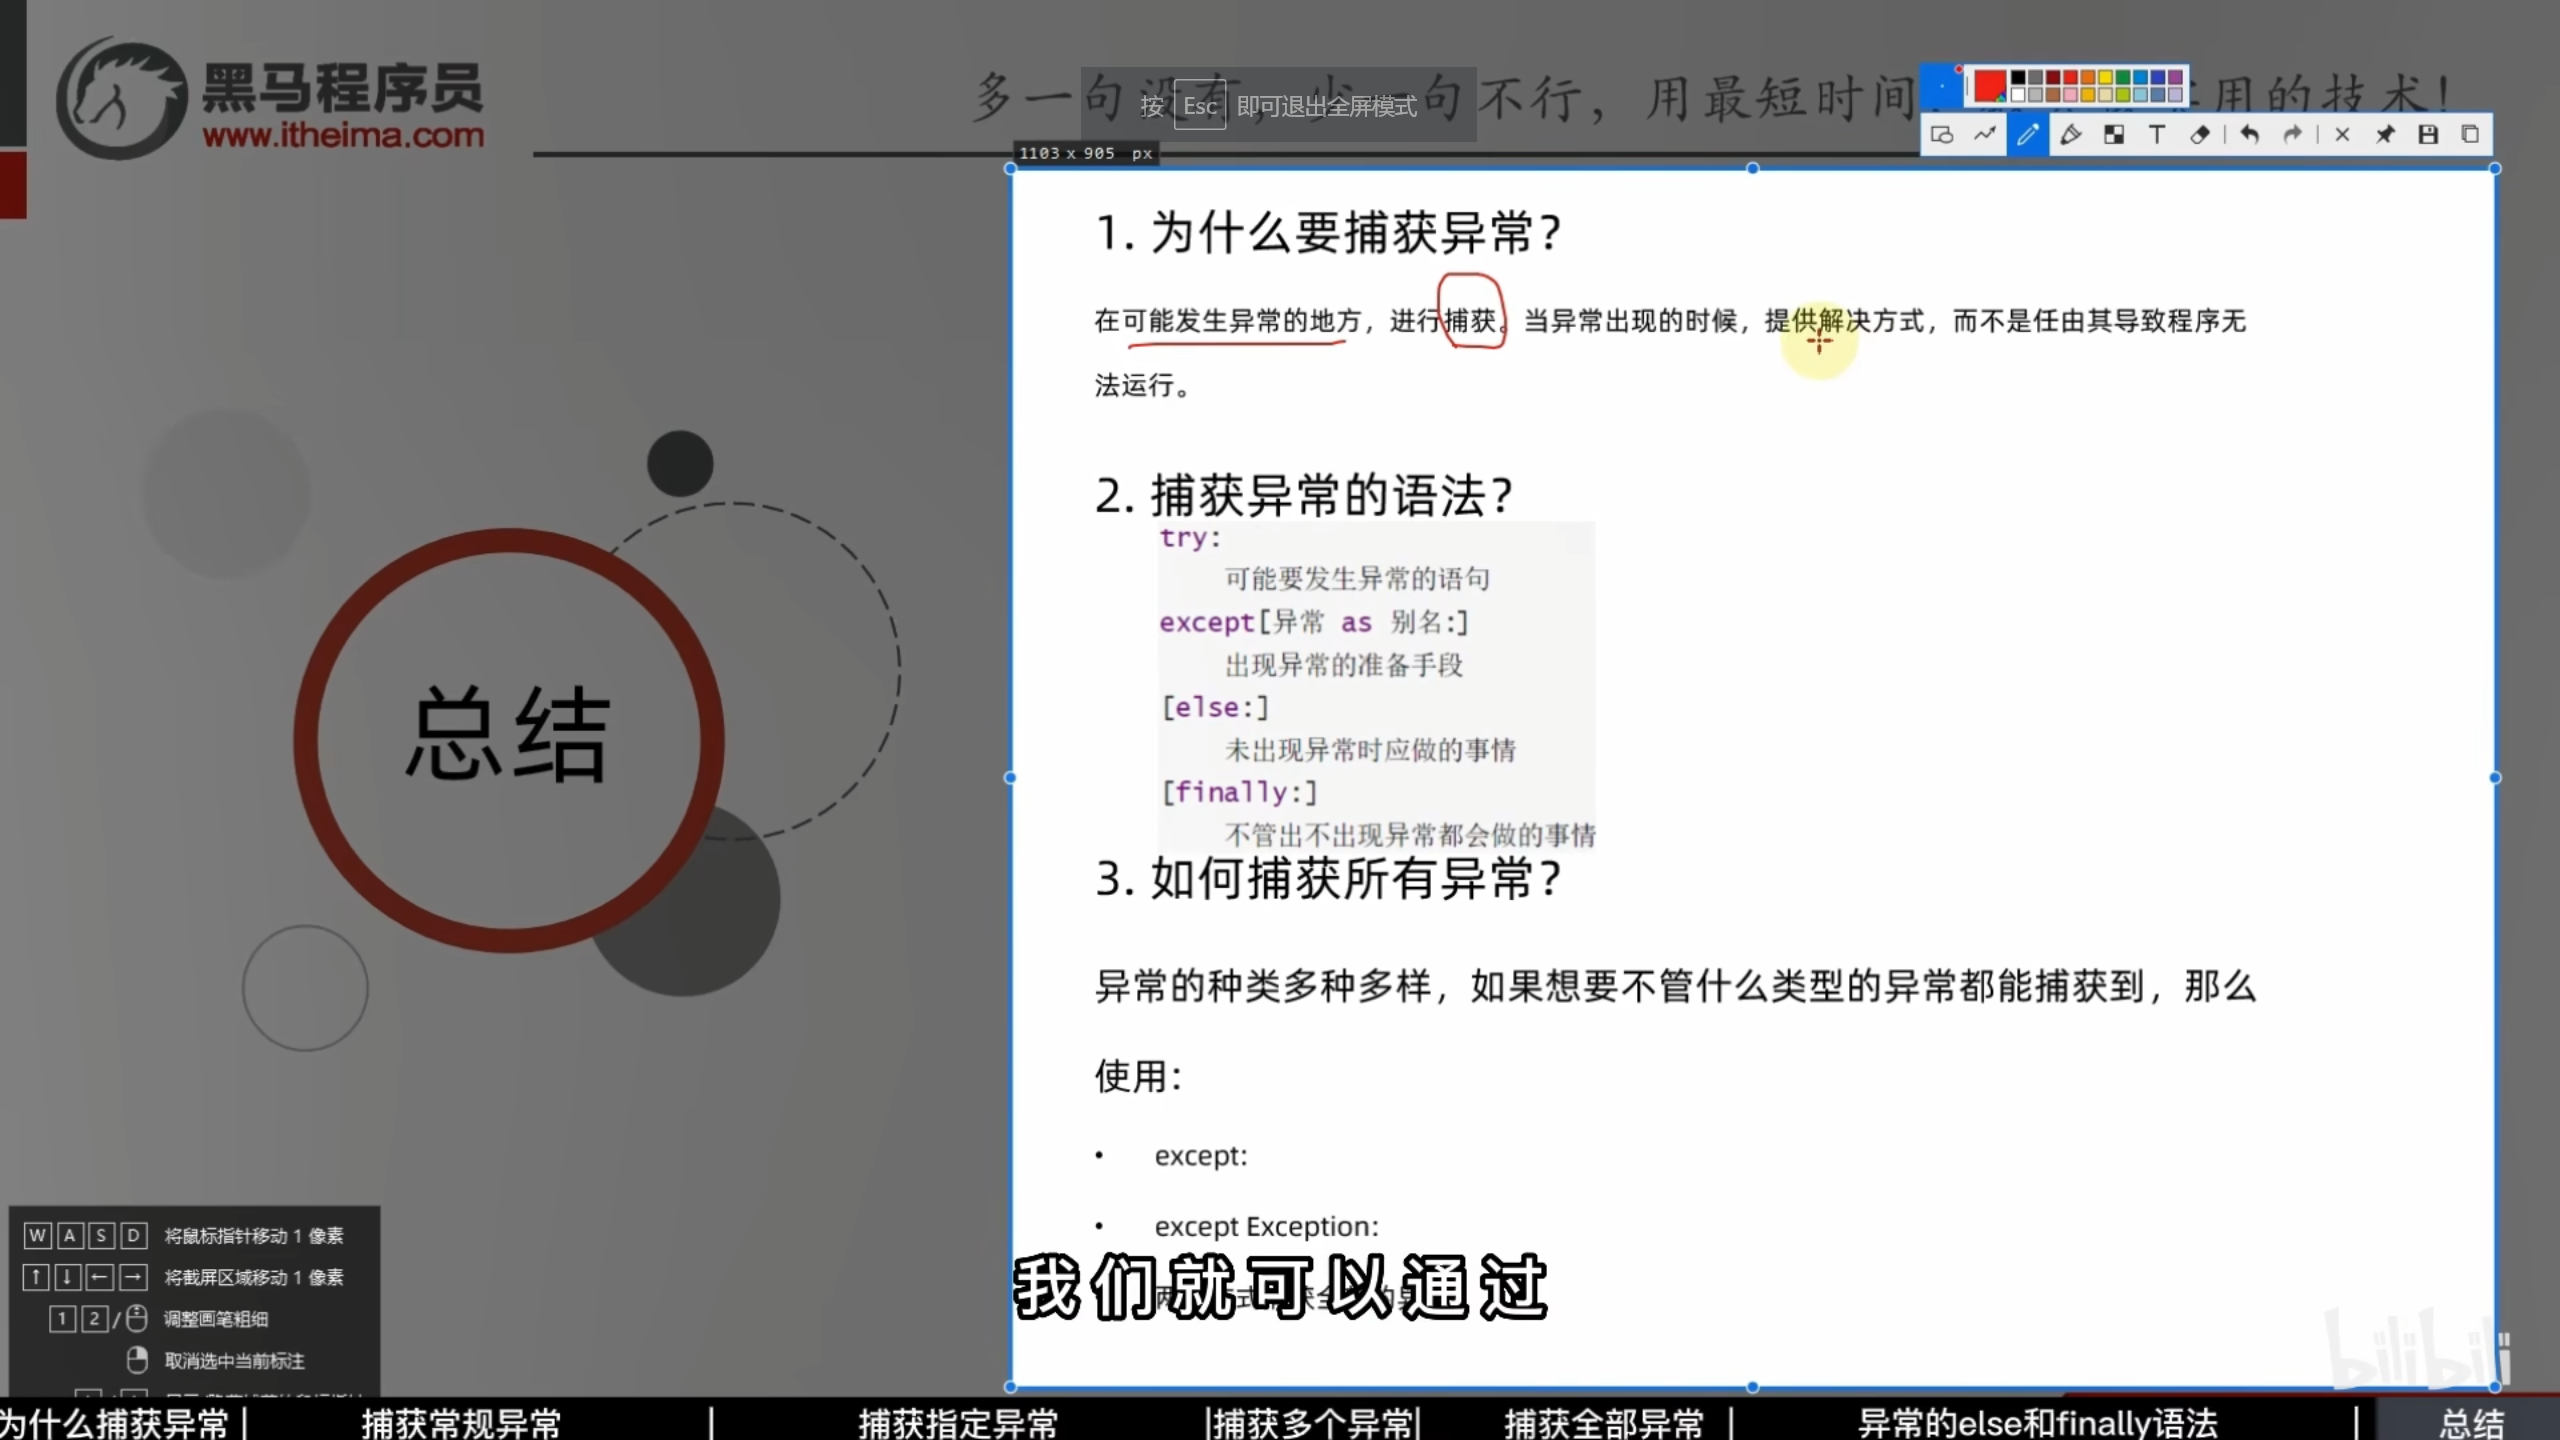 黑马程序员
www.itheima.com
多一句没有，少一句不行，用最短时间，
用的技术！
按 Esc 即可退出全屏模式
1103 x 905 px
1. 为什么要捕获异常？
在可能发生异常的地方，进行捕获。当异常出现的时候，提供解决方式，而不是任由其导致程序无
法运行。
2. 捕获异常的语法？
try:
可能要发生异常的语句
except[异常 as 别名:]
出现异常的准备手段
[else:]
未出现异常时应做的事情
[finally:]
不管出不出现异常都会做的事情
3. 如何捕获所有异常？
异常的种类多种多样，如果想要不管什么类型的异常都能捕获到，那么
使用：
• except:
• except Exception:
我们就可以通过
总结
W A S D 将鼠标指针移动 1 像素
↑ ↓ ← → 将截屏区域移动 1 像素
1 2 / 调整画笔粗细
取消选中当前标注
bilibili
为什么捕获异常 | 捕获常规异常 | 捕获指定异常 |捕获多个异常| 捕获全部异常 | 异常的else和finally语法 | 总结